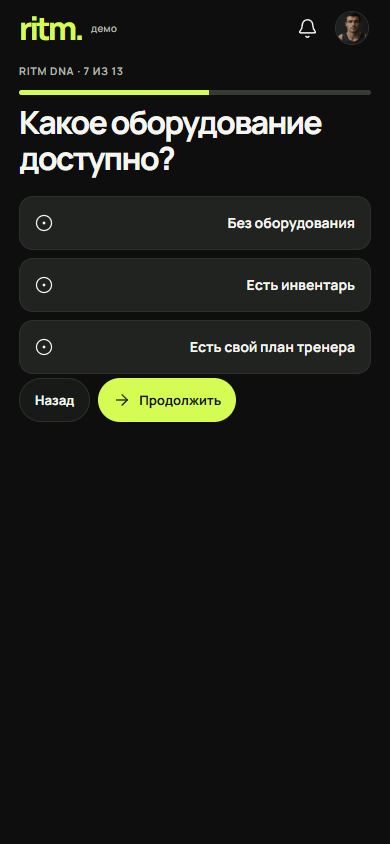 ritm. демо
RITM DNA · 7 ИЗ 13
Какое оборудование
доступно?
Без оборудования
Есть инвентарь
Есть свой план тренера
Назад
Продолжить